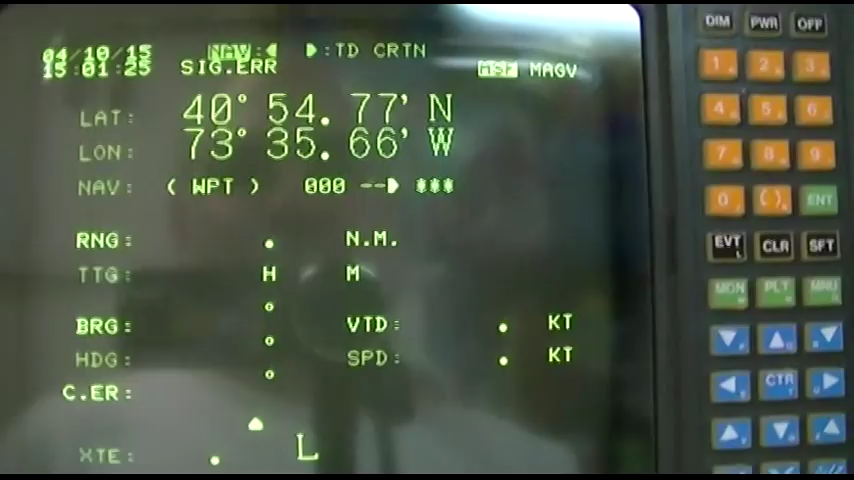 04/10/15 NAV:◀ ▶:TD CRTN
15:01:25 SIG.ERR MSF MAGV
LAT: 40° 54. 77' N
LON: 73° 35. 66' W
NAV: ( WPT ) 000 --▶ ***
RNG: . N.M.
TTG: H M
BRG: ° VTD: . KT
HDG: ° SPD: . KT
C.ER: °
XTE: . L
DIM PWR OFF
1 2 3
4 5 6
7 8 9
0 ( ) ENT
EVT CLR SFT
MON PLT MNU
CTR